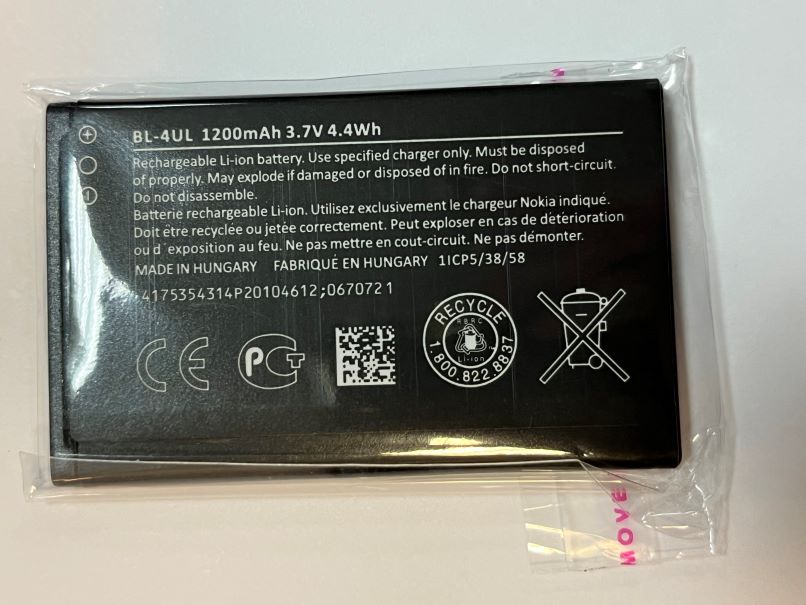 BL-4UL 1200mAh 3.7V 4.4Wh
Rechargeable Li-ion battery. Use specified charger only. Must be disposed
of properly. May explode if damaged or disposed of in fire. Do not short-circuit.
Do not disassemble.
Batterie rechargeable Li-ion. Utilisez exclusivement le chargeur Nokia indiqué.
Doit être recyclée ou jetée correctement. Peut exploser en cas de deterioration
ou d´exposition au feu. Ne pas mettre en cout-circuit. Ne pas démonter.
MADE IN HUNGARY FABRIQUÉ EN HUNGARY 1ICP5/38/58
4175354314P20104612;0670721
CE
PCT
RECYCLE
RBRC
Li-ion
1.800.822.8837
MOVE